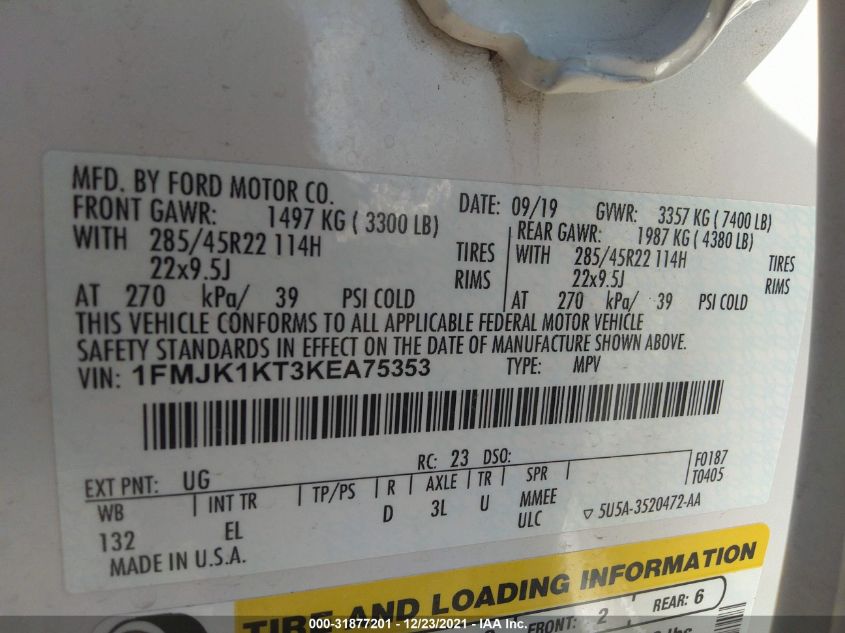 MFD. BY FORD MOTOR CO. DATE: 09/19 GVWR: 3357 KG ( 7400 LB)
FRONT GAWR: 1497 KG ( 3300 LB) REAR GAWR: 1987 KG ( 4380 LB)
WITH 285/45R22 114H TIRES WITH 285/45R22 114H TIRES
22x9.5J RIMS 22x9.5J RIMS
AT 270 kPa/ 39 PSI COLD AT 270 kPa/ 39 PSI COLD
THIS VEHICLE CONFORMS TO ALL APPLICABLE FEDERAL MOTOR VEHICLE
SAFETY STANDARDS IN EFFECT ON THE DATE OF MANUFACTURE SHOWN ABOVE.
VIN: 1FMJK1KT3KEA75353 TYPE: MPV
EXT PNT: UG RC: 23 DSO: F0187
T0405
WB INT TR TP/PS R AXLE TR SPR
132 EL D 3L U MMEE
ULC ▽ 5U5A-3520472-AA
MADE IN U.S.A.
TIRE AND LOADING INFORMATION
FRONT: 2 REAR: 6
lbs
000-31877201 - 12/23/2021 - IAA Inc.